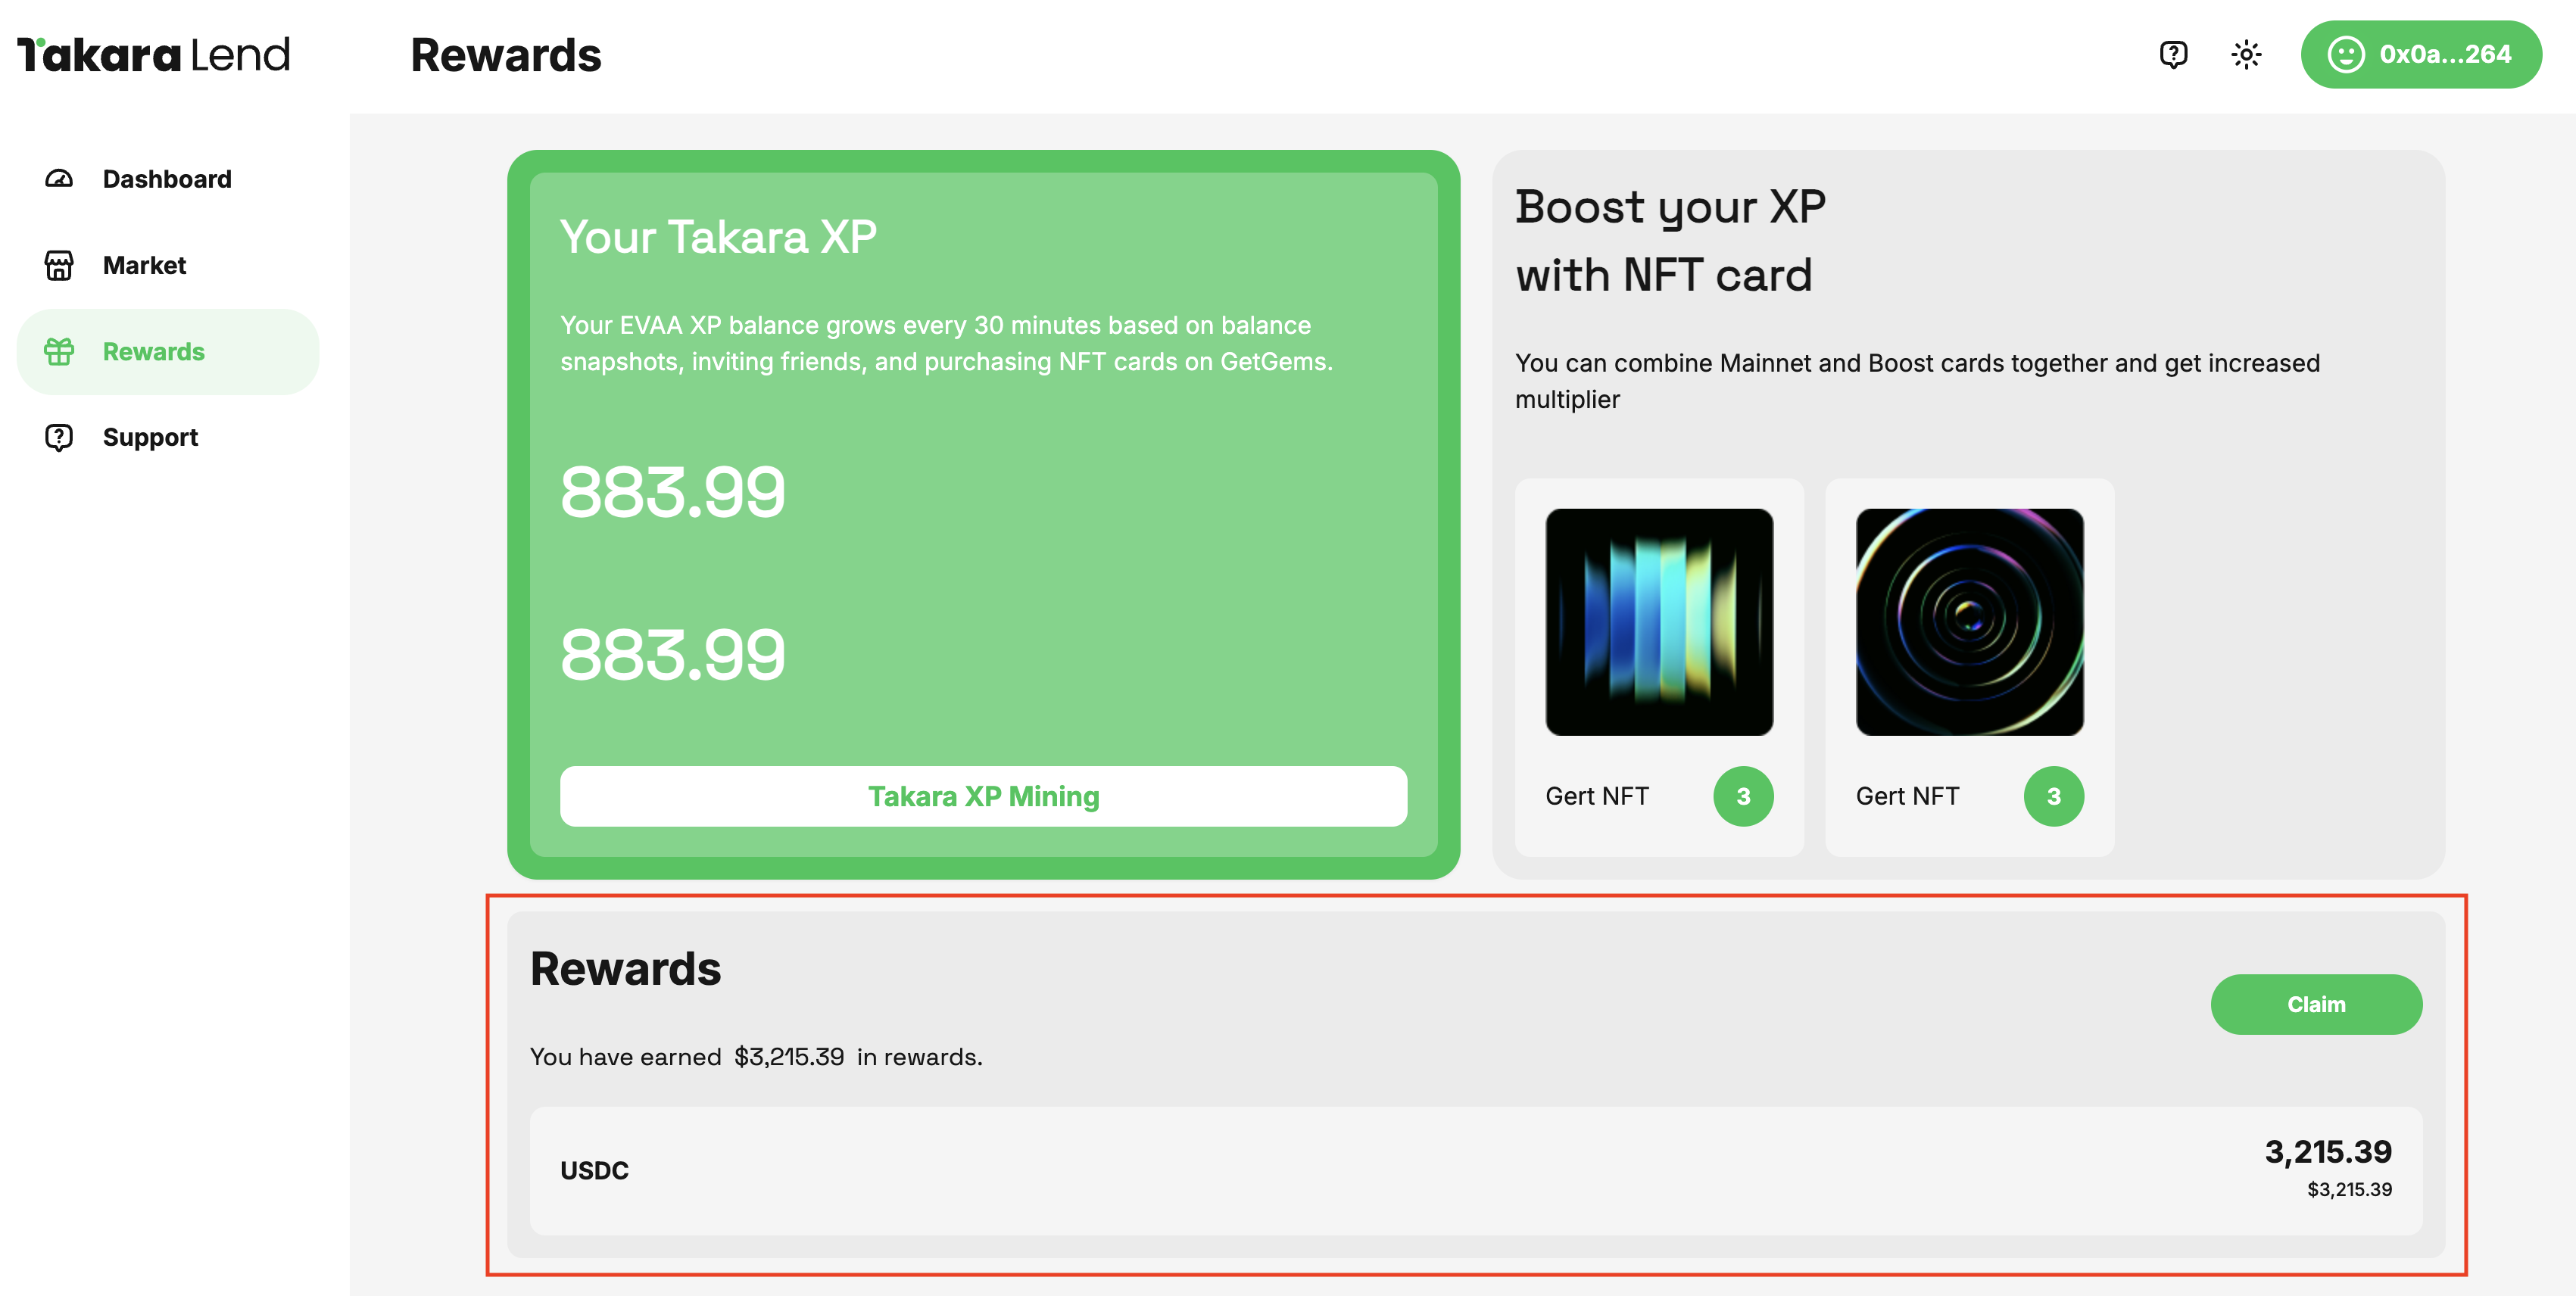 Takara Lend
Rewards
0x0a...264
Dashboard
Market
Rewards
Support
Your Takara XP
Your EVAA XP balance grows every 30 minutes based on balance
snapshots, inviting friends, and purchasing NFT cards on GetGems.
883.99
883.99
Takara XP Mining
Boost your XP
with NFT card
You can combine Mainnet and Boost cards together and get increased
multiplier
Gert NFT 3
Gert NFT 3
Rewards
Claim
You have earned $3,215.39 in rewards.
USDC
3,215.39
$3,215.39